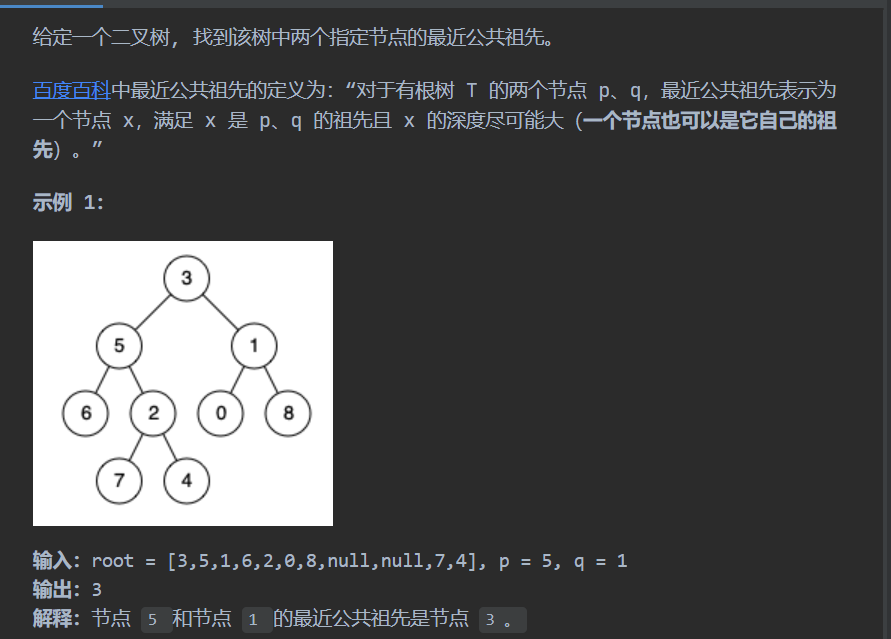 给定一个二叉树, 找到该树中两个指定节点的最近公共祖先。
百度百科中最近公共祖先的定义为:“对于有根树 T 的两个节点 p、q,最近公共祖先表示为
一个节点 x,满足 x 是 p、q 的祖先且 x 的深度尽可能大(一个节点也可以是它自己的祖
先)。”
示例 1:
3
5 1
6 2 0 8
7 4
输入: root = [3,5,1,6,2,0,8,null,null,7,4], p = 5, q = 1
输出: 3
解释: 节点 5 和节点 1 的最近公共祖先是节点 3 。